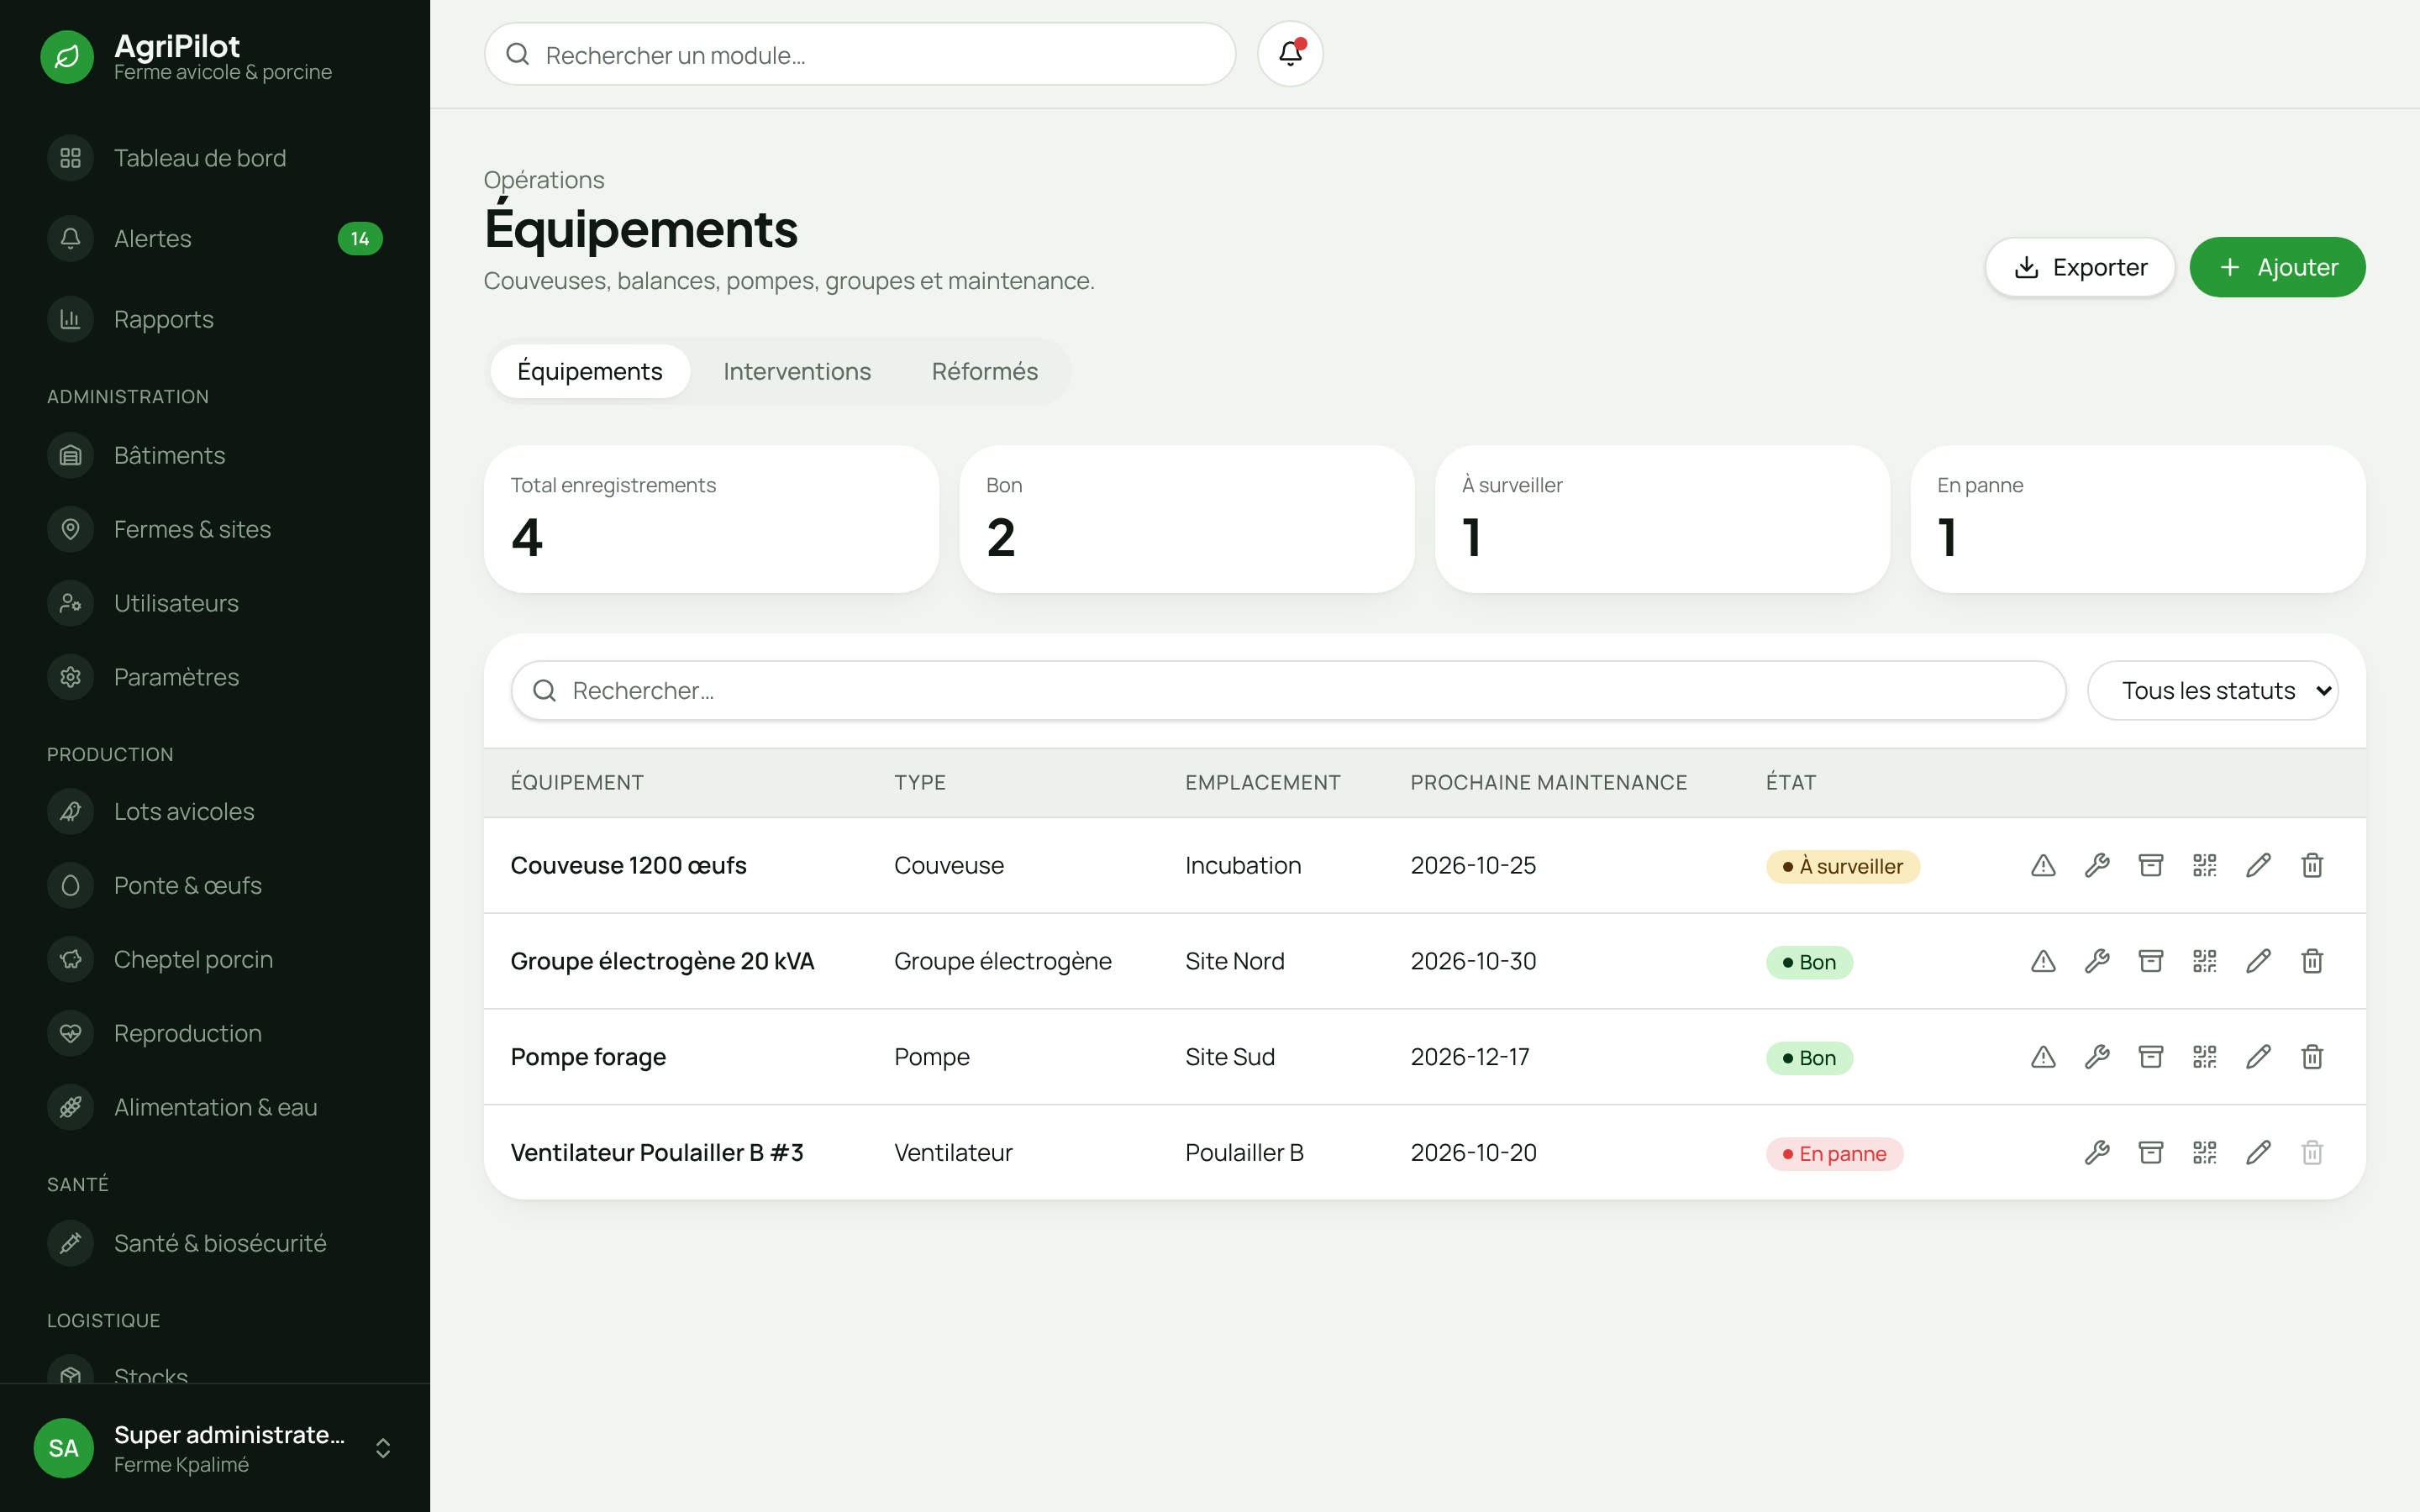 AgriPilot
Ferme avicole & porcine
Tableau de bord
Alertes 14
Rapports
ADMINISTRATION
Bâtiments
Fermes & sites
Utilisateurs
Paramètres
PRODUCTION
Lots avicoles
Ponte & œufs
Cheptel porcin
Reproduction
Alimentation & eau
SANTÉ
Santé & biosécurité
LOGISTIQUE
Stocks
SA Super administrate...
Ferme Kpalimé
Rechercher un module...
Opérations
Équipements
Couveuses, balances, pompes, groupes et maintenance.
Exporter Ajouter
Équipements Interventions Réformés
Total enregistrements Bon À surveiller En panne
4 2 1 1
Rechercher... Tous les statuts
ÉQUIPEMENT TYPE EMPLACEMENT PROCHAINE MAINTENANCE ÉTAT
Couveuse 1200 œufs Couveuse Incubation 2026-10-25 À surveiller
Groupe électrogène 20 kVA Groupe électrogène Site Nord 2026-10-30 Bon
Pompe forage Pompe Site Sud 2026-12-17 Bon
Ventilateur Poulailler B #3 Ventilateur Poulailler B 2026-10-20 En panne